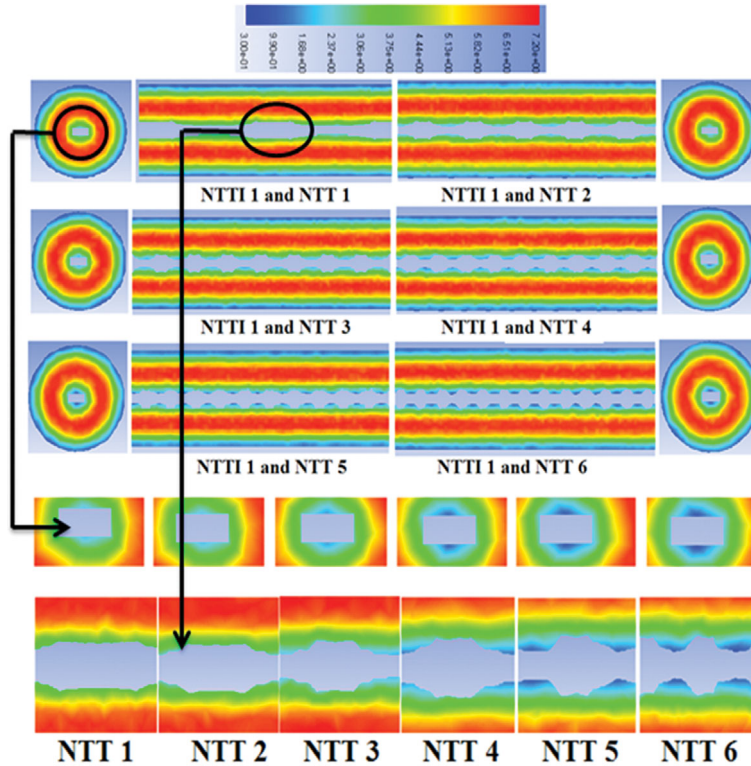 3.00e-01
9.90e-01
1.68e+00
2.37e+00
3.06e+00
3.75e+00
4.44e+00
5.13e+00
5.82e+00
6.51e+00
7.20e+00
NTTI 1 and NTT 1
NTTI 1 and NTT 2
NTTI 1 and NTT 3
NTTI 1 and NTT 4
NTTI 1 and NTT 5
NTTI 1 and NTT 6
NTT 1 NTT 2 NTT 3 NTT 4 NTT 5 NTT 6